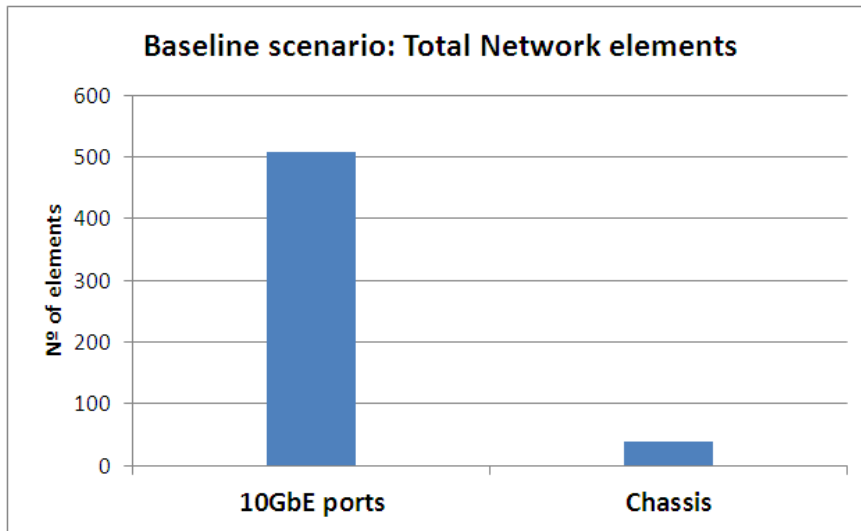 Baseline scenario: Total Network elements
Nº of elements
600
500
400
300
200
100
0
10GbE ports
Chassis